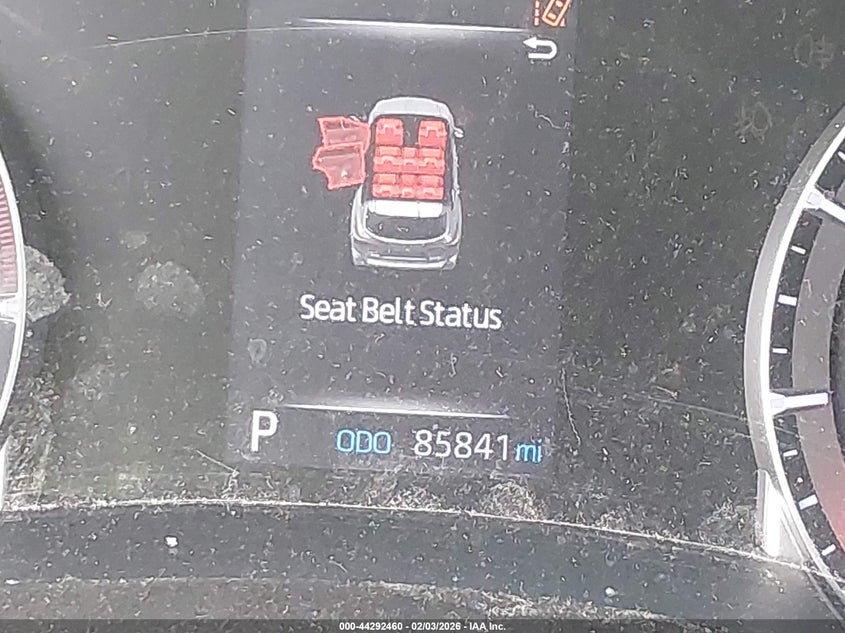 Seat Belt Status
P ODO 85841 mi
000-44292460 - 02/03/2026 - IAA Inc.